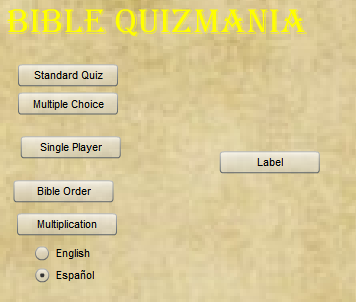 BIBLE QUIZMANIA
Standard Quiz
Multiple Choice
Single Player
Label
Bible Order
Multiplication
English
Español